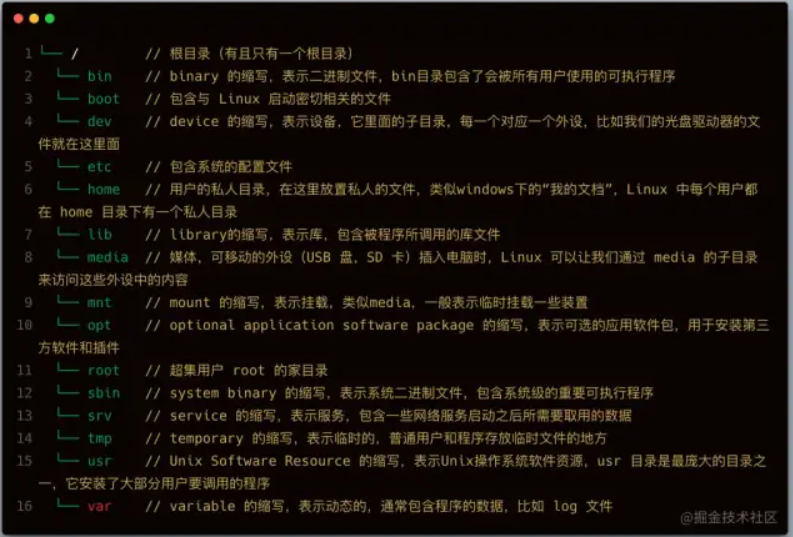 1 └── / // 根目录（有且只有一个根目录）
2 └── bin // binary 的缩写，表示二进制文件，bin目录包含了会被所有用户使用的可执行程序
3 └── boot // 包含与 Linux 启动密切相关的文件
4 └── dev // device 的缩写，表示设备，它里面的子目录，每一个对应一个外设，比如我们的光盘驱动器的文
件就在这里面
5 └── etc // 包含系统的配置文件
6 └── home // 用户的私人目录，在这里放置私人的文件，类似windows下的“我的文档”，Linux 中每个用户都
在 home 目录下有一个私人目录
7 └── lib // library的缩写，表示库，包含被程序所调用的库文件
8 └── media // 媒体，可移动的外设（USB 盘，SD 卡）插入电脑时，Linux 可以让我们通过 media 的子目录
来访问这些外设中的内容
9 └── mnt // mount 的缩写，表示挂载，类似media，一般表示临时挂载一些装置
10 └── opt // optional application software package 的缩写，表示可选的应用软件包，用于安装第三
方软件和插件
11 └── root // 超集用户 root 的家目录
12 └── sbin // system binary 的缩写，表示系统二进制文件，包含系统级的重要可执行程序
13 └── srv // service 的缩写，表示服务，包含一些网络服务启动之后所需要取用的数据
14 └── tmp // temporary 的缩写，表示临时的，普通用户和程序存放临时文件的地方
15 └── usr // Unix Software Resource 的缩写，表示Unix操作系统软件资源，usr 目录是最庞大的目录之
一，它安装了大部分用户要调用的程序
16 └── var // variable 的缩写，表示动态的，通常包含程序的数据，比如 log 文件
@掘金技术社区